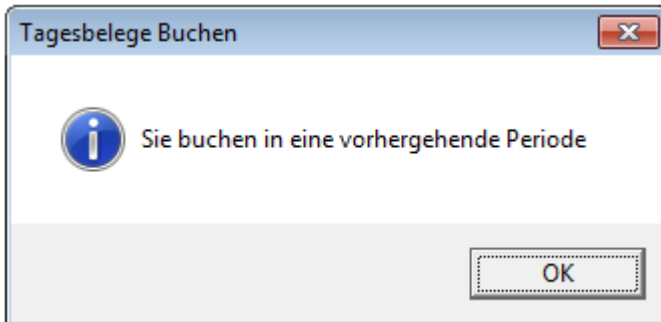 Tagesbelege Buchen
Sie buchen in eine vorhergehende Periode
OK